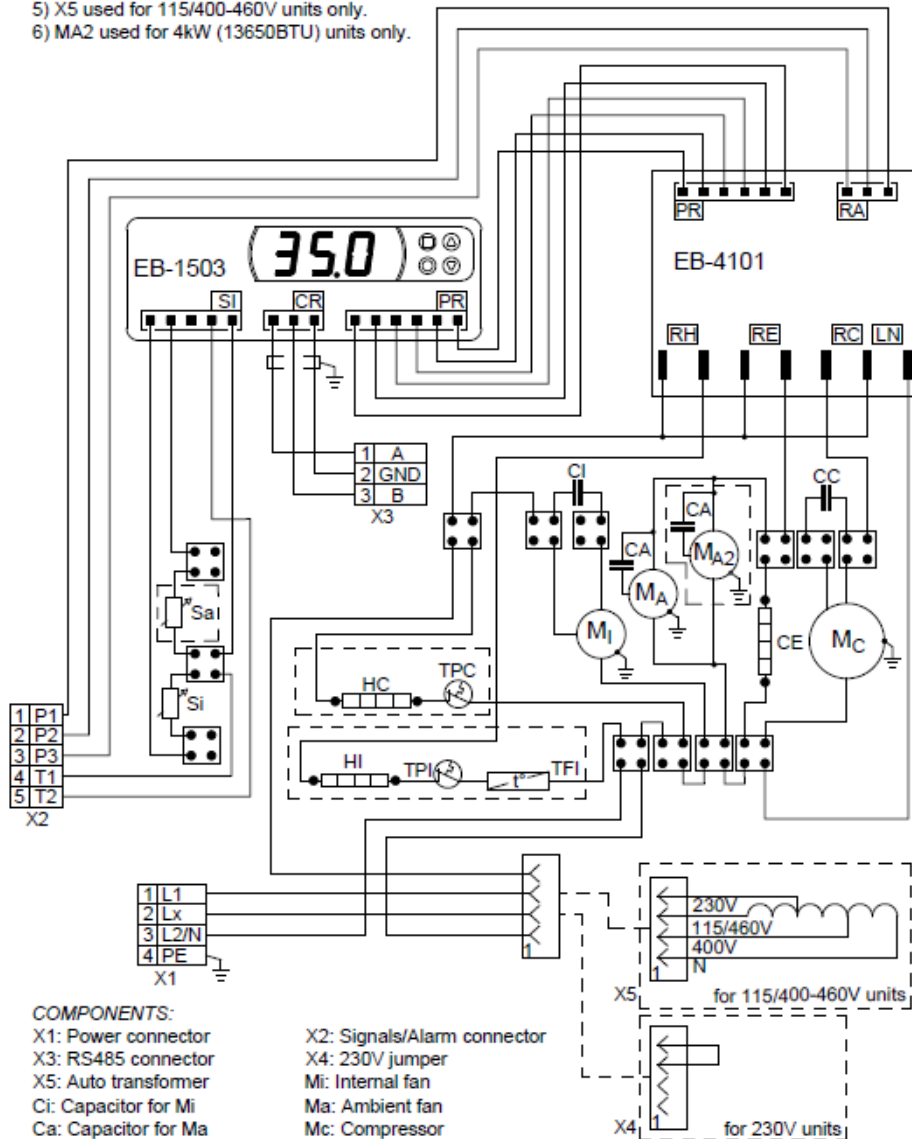 5) X5 used for 115/400-460V units only.
6) MA2 used for 4kW (13650BTU) units only.
PR
RA
EB-4101
EB-1503
35.0
SI
CR
PR
RH
RE
RC
LN
1 A
2 GND
3 B
X3
CI
CC
CA
CA
MA2
MA
MI
CE
MC
Sa
Si
HC
TPC
HI
TPI
t°
TFI
1 P1
2 P2
3 P3
4 T1
5 T2
X2
1 L1
2 Lx
3 L2/N
4 PE
X1
1
230V
115/460V
400V
1 N
X5
for 115/400-460V units
1
X4
for 230V units
COMPONENTS:
X1: Power connector
X2: Signals/Alarm connector
X3: RS485 connector
X4: 230V jumper
X5: Auto transformer
Mi: Internal fan
Ci: Capacitor for Mi
Ma: Ambient fan
Ca: Capacitor for Ma
Mc: Compressor